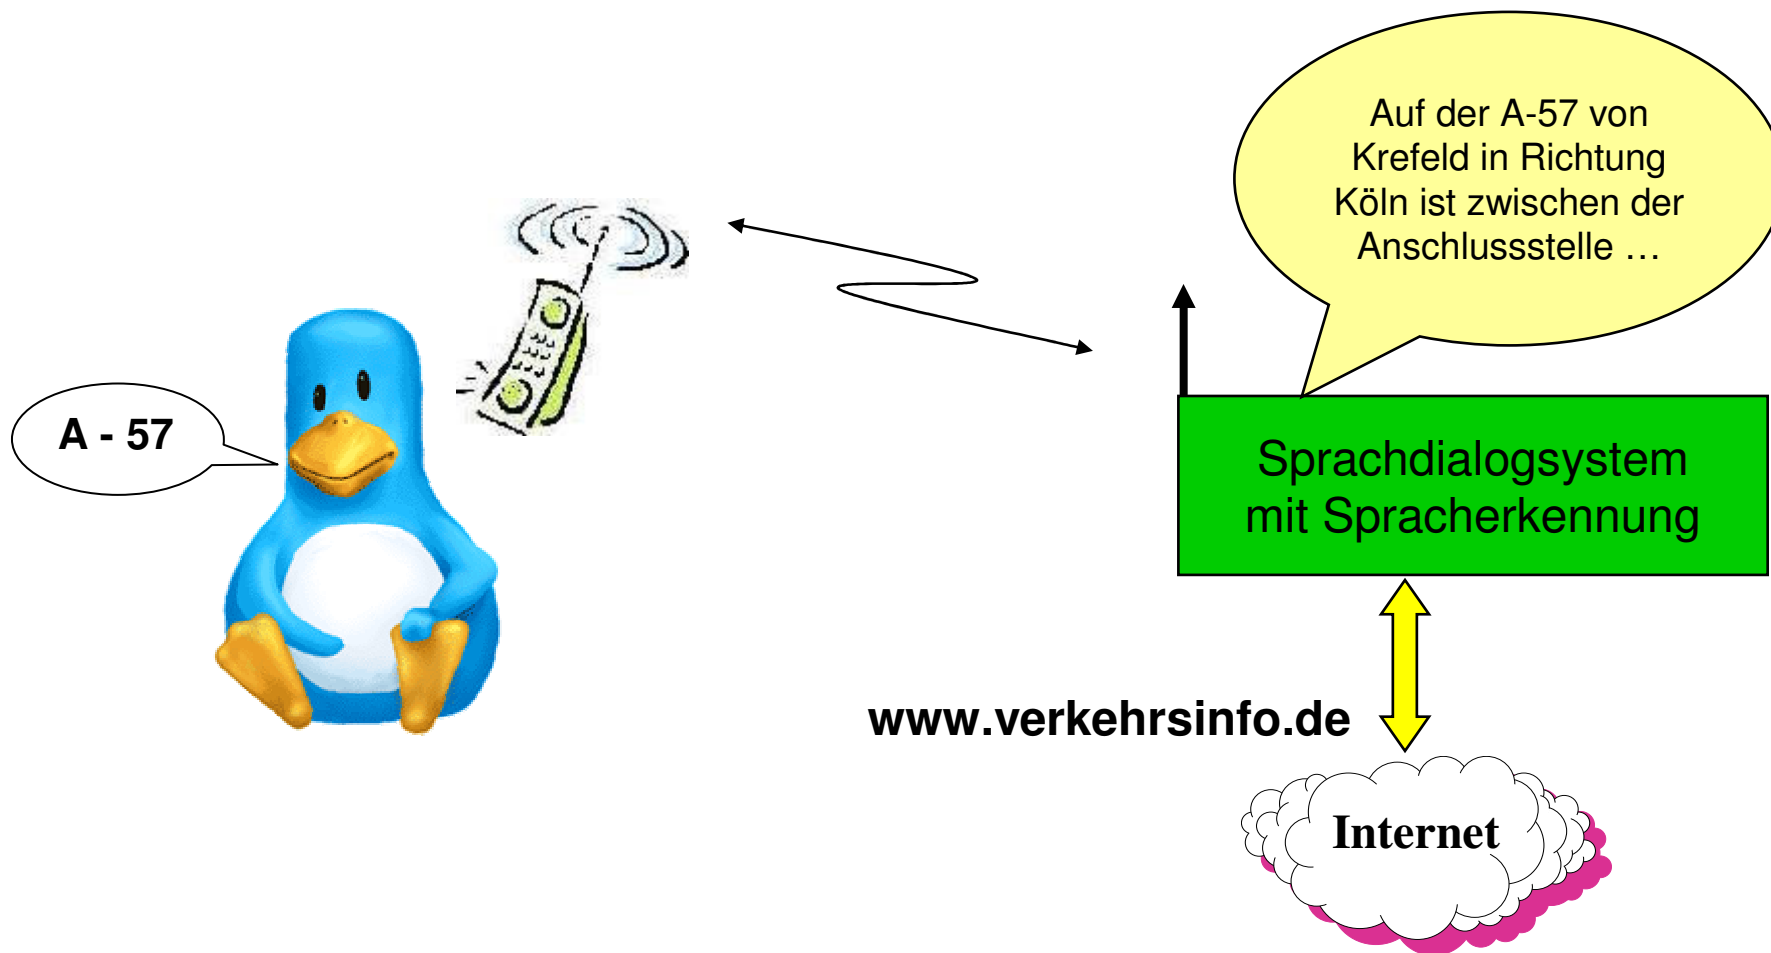 Auf der A-57 von
Krefeld in Richtung
Köln ist zwischen der
Anschlussstelle …
A - 57
Sprachdialogsystem
mit Spracherkennung
www.verkehrsinfo.de
Internet